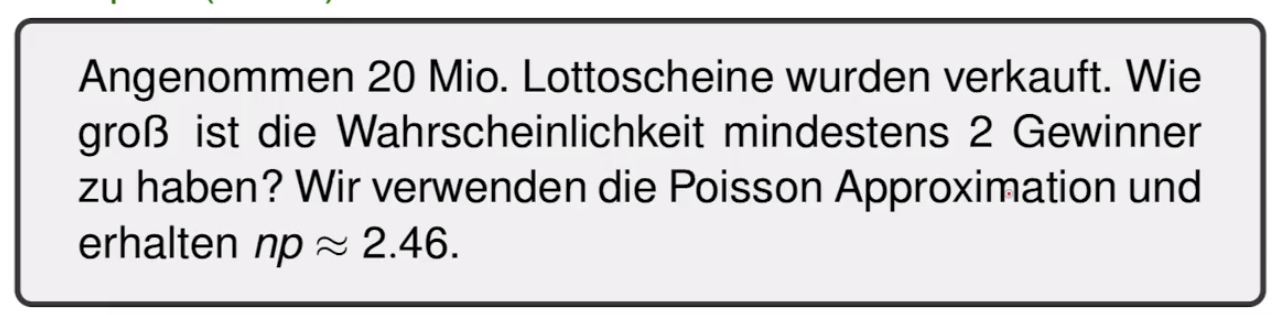 Angenommen 20 Mio. Lottoscheine wurden verkauft. Wie
groß ist die Wahrscheinlichkeit mindestens 2 Gewinner
zu haben? Wir verwenden die Poisson Approximation und
erhalten np ≈ 2.46.